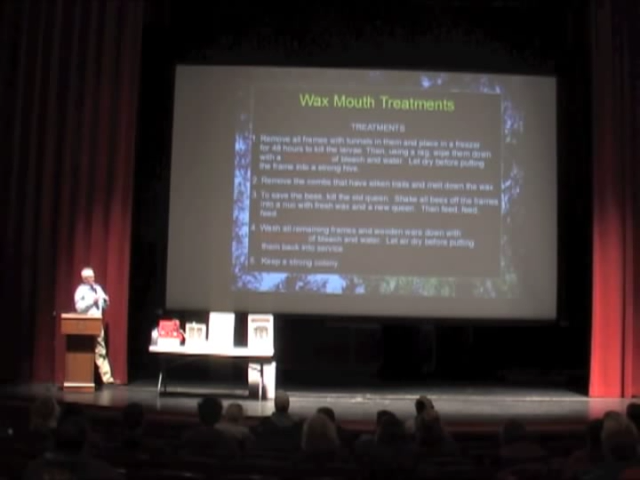 Wax Mouth Treatments
TREATMENTS
1. Remove all frames with tunnels in them and place in a freezer
for 48 hours to kill the larvae. Then, using a rag, wipe them down
with a of bleach and water. Let dry before putting
the frame into a strong hive.
2. Remove the combs that have eaten trails and melt down the wax
3. To save the bees, kill the old queen. Shake all bees off the frames
into a nuc with fresh wax and a new queen. Then feed, feed,
feed
4. Wash all remaining frames and wooden ware down with
of bleach and water. Let air dry before putting
them back into service
5. Keep a strong colony